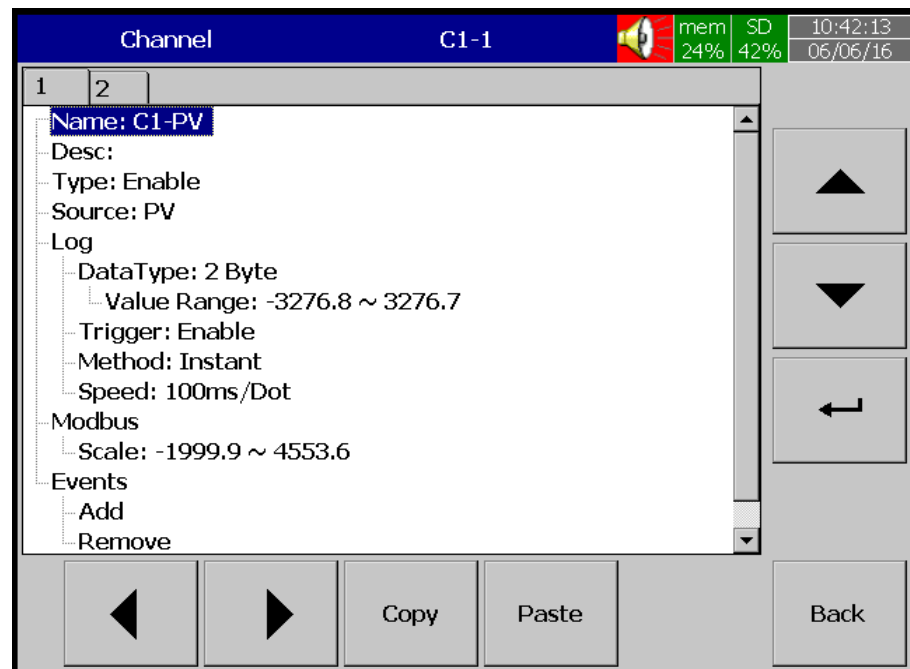 Channel C1-1 mem SD 10:42:13
24% 42% 06/06/16
1 2
Name: C1-PV
Desc:
Type: Enable
Source: PV
Log
DataType: 2 Byte
Value Range: -3276.8 ~ 3276.7
Trigger: Enable
Method: Instant
Speed: 100ms/Dot
Modbus
Scale: -1999.9 ~ 4553.6
Events
Add
Remove
Copy Paste Back